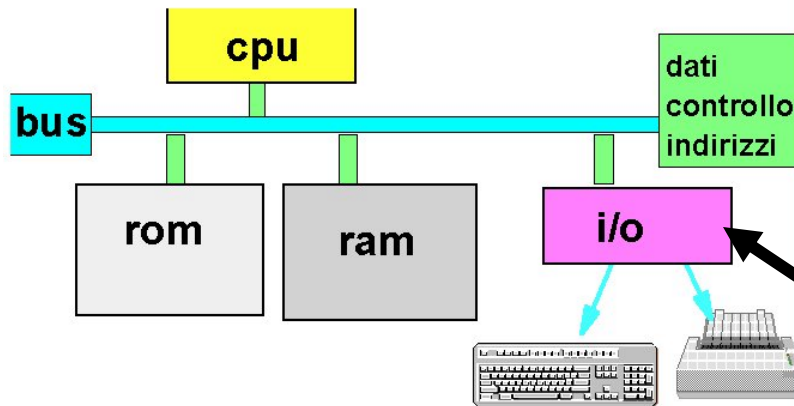 cpu
bus
dati
controllo
indirizzi
rom
ram
i/o